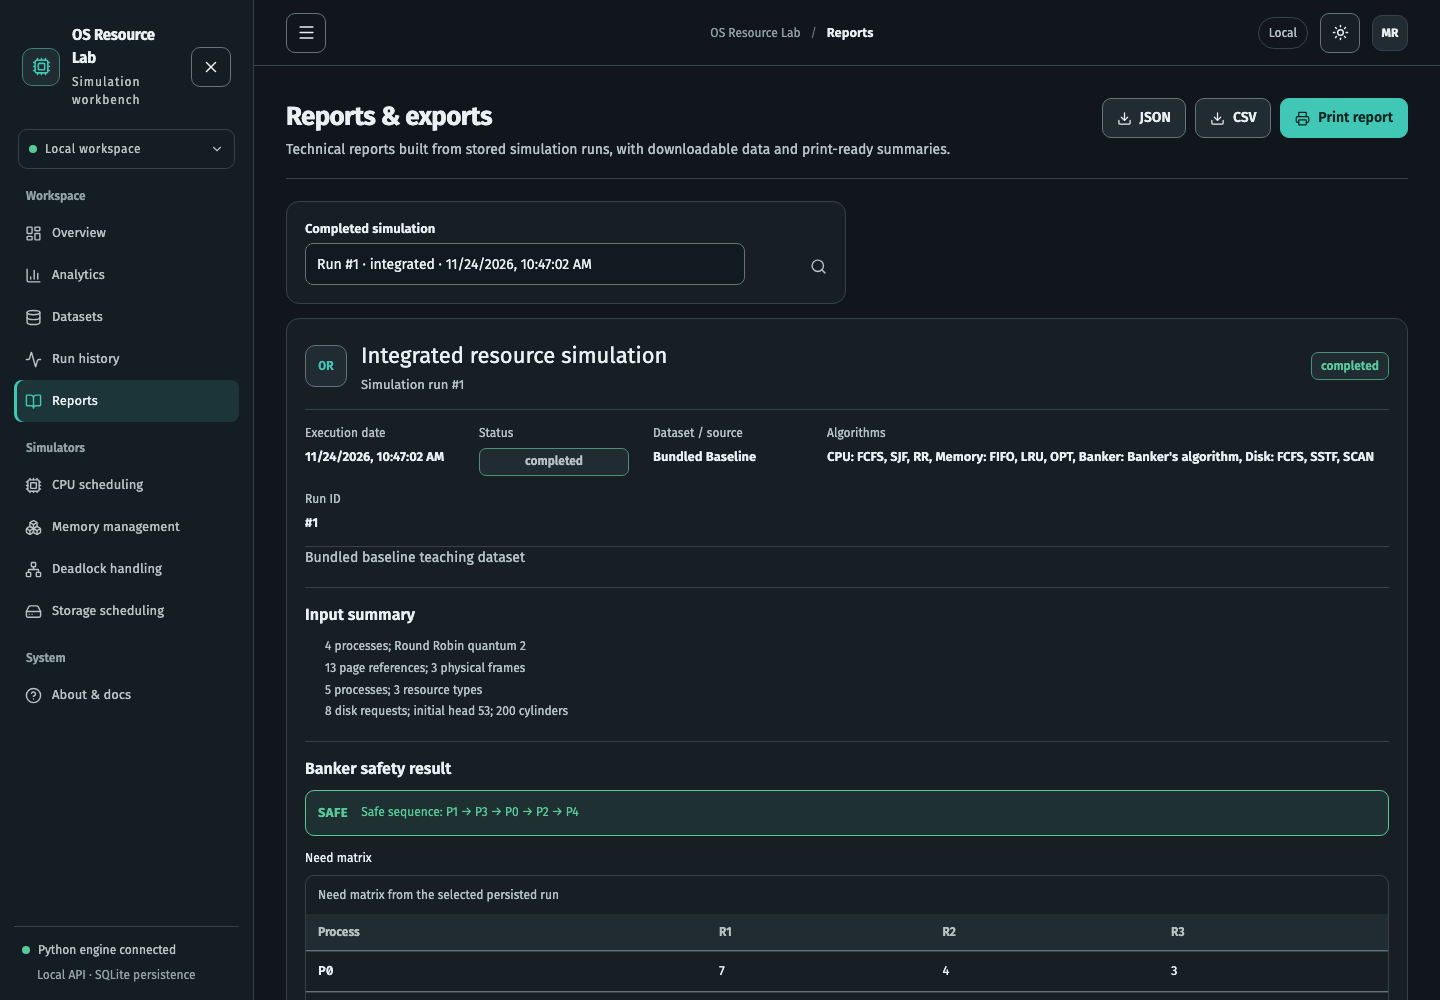 OS Resource Lab
Simulation workbench
Local workspace
Workspace
Overview
Analytics
Datasets
Run history
Reports
Simulators
CPU scheduling
Memory management
Deadlock handling
Storage scheduling
System
About & docs
Python engine connected
Local API · SQLite persistence
OS Resource Lab / Reports
Local
MR
Reports & exports
Technical reports built from stored simulation runs, with downloadable data and print-ready summaries.
JSON
CSV
Print report
Completed simulation
Run #1 · integrated · 11/24/2026, 10:47:02 AM
OR
Integrated resource simulation
Simulation run #1
completed
Execution date
11/24/2026, 10:47:02 AM
Status
completed
Dataset / source
Bundled Baseline
Algorithms
CPU: FCFS, SJF, RR, Memory: FIFO, LRU, OPT, Banker: Banker's algorithm, Disk: FCFS, SSTF, SCAN
Run ID
#1
Bundled baseline teaching dataset
Input summary
4 processes; Round Robin quantum 2
13 page references; 3 physical frames
5 processes; 3 resource types
8 disk requests; initial head 53; 200 cylinders
Banker safety result
SAFE Safe sequence: P1 → P3 → P0 → P2 → P4
Need matrix
Need matrix from the selected persisted run
Process R1 R2 R3
P0 7 4 3